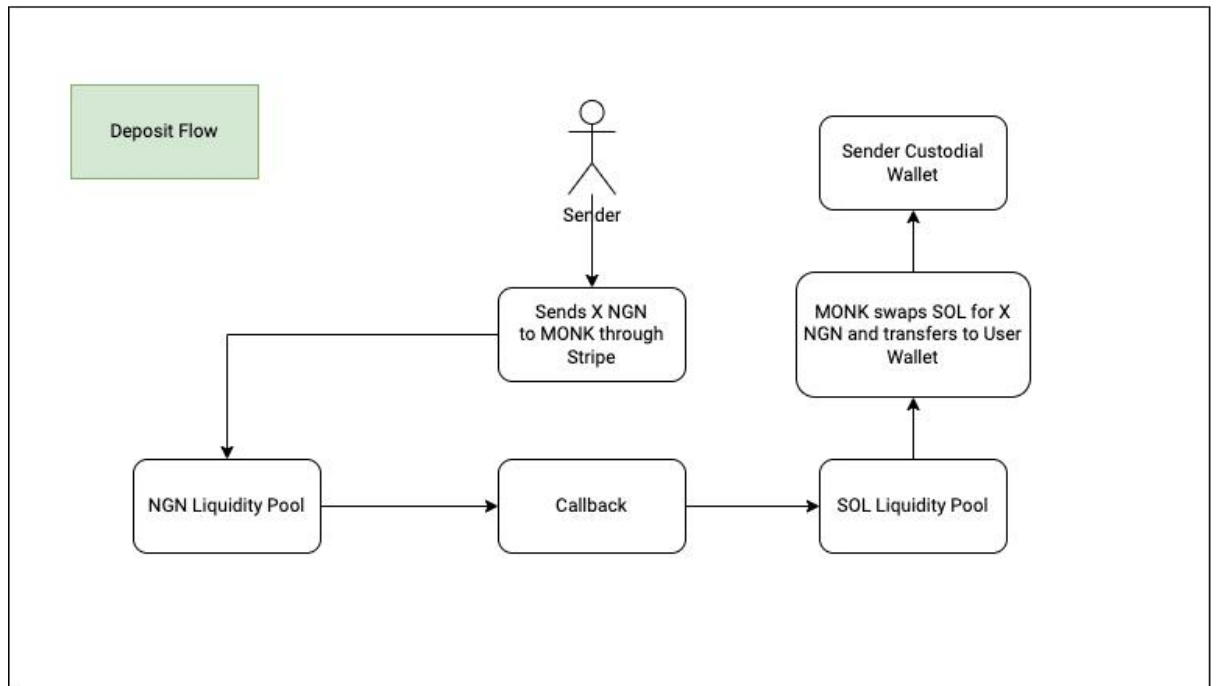 Deposit Flow
Sender
Sender Custodial
Wallet
Sends X NGN
to MONK through
Stripe
MONK swaps SOL for X
NGN and transfers to User
Wallet
NGN Liquidity Pool
Callback
SOL Liquidity Pool